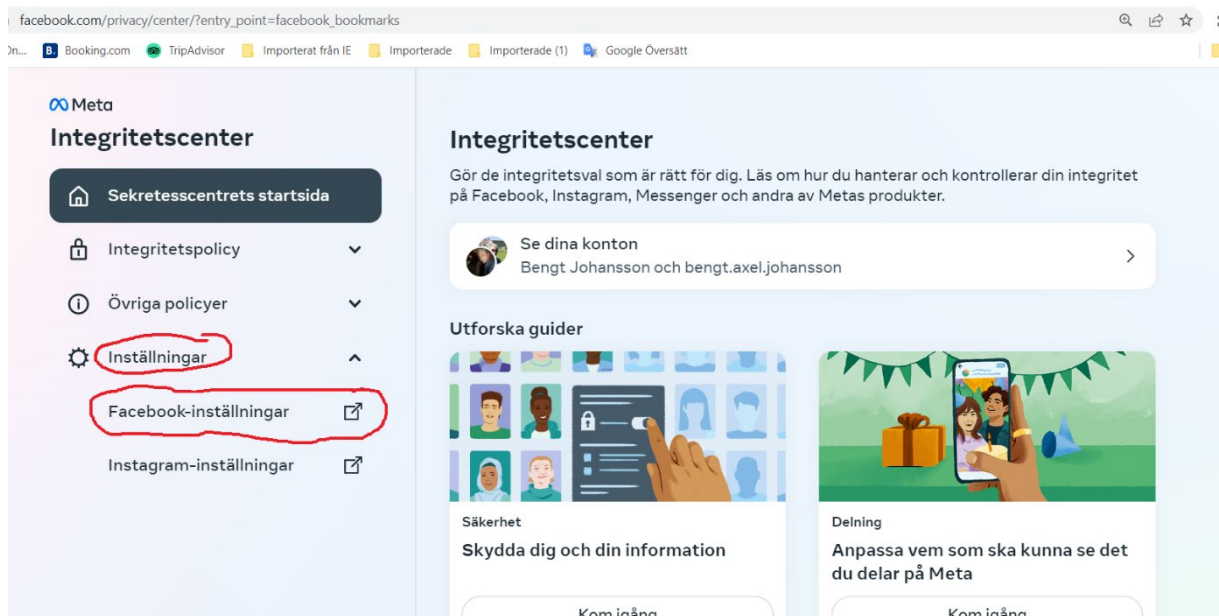 facebook.com/privacy/center/?entry_point=facebook_bookmarks
Booking.com TripAdvisor Importerat från IE Importerade Importerade (1) Google Översätt
Meta
Integritetscenter
Sekretesscentrets startsida
Integritetspolicy
Övriga policyer
Inställningar
Facebook-inställningar
Instagram-inställningar
Integritetscenter
Gör de integritetsval som är rätt för dig. Läs om hur du hanterar och kontrollerar din integritet
på Facebook, Instagram, Messenger och andra av Metas produkter.
Se dina konton
Bengt Johansson och bengt.axel.johansson
Utforska guider
Säkerhet
Skydda dig och din information
Kom igång
Delning
Anpassa vem som ska kunna se det
du delar på Meta
Kom igång